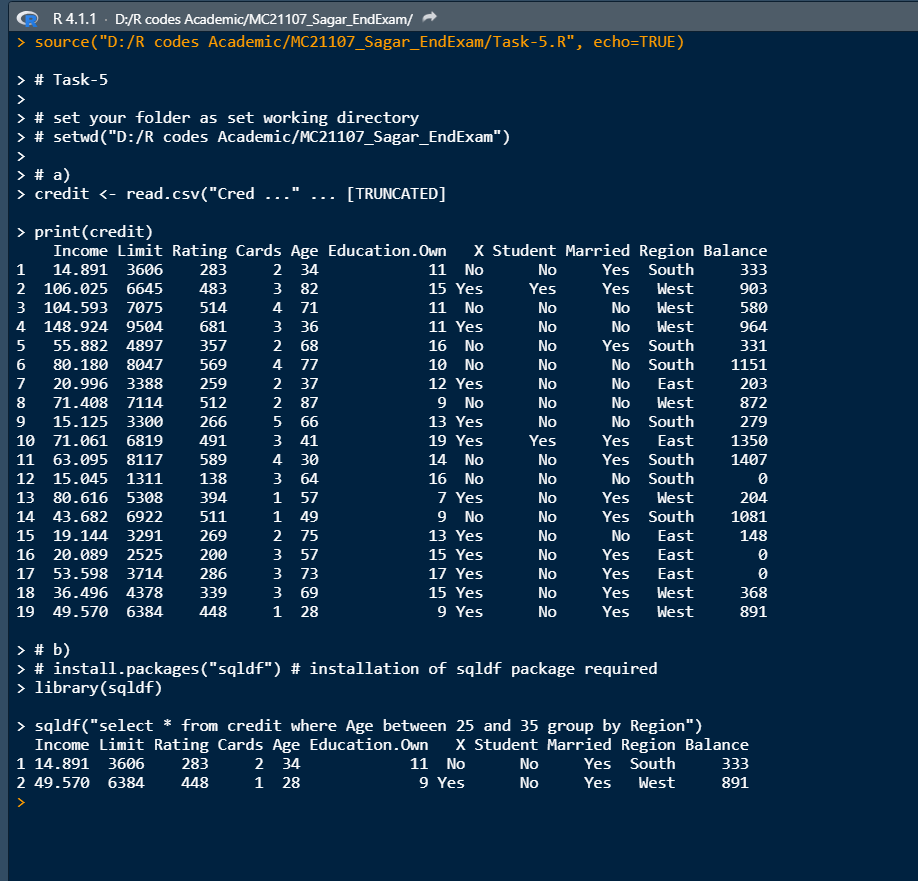 R 4.1.1 · D:/R codes Academic/MC21107_Sagar_EndExam/
> source("D:/R codes Academic/MC21107_Sagar_EndExam/Task-5.R", echo=TRUE)
> # Task-5
>
> # set your folder as set working directory
> # setwd("D:/R codes Academic/MC21107_Sagar_EndExam")
>
> # a)
> credit <- read.csv("Cred ..." ... [TRUNCATED]
> print(credit)
    Income Limit Rating Cards Age Education.Own   X Student Married Region Balance
1   14.891  3606    283     2  34            11  No      No     Yes  South     333
2  106.025  6645    483     3  82            15 Yes     Yes     Yes   West     903
3  104.593  7075    514     4  71            11  No      No      No   West     580
4  148.924  9504    681     3  36            11 Yes      No      No   West     964
5   55.882  4897    357     2  68            16  No      No     Yes  South     331
6   80.180  8047    569     4  77            10  No      No      No  South    1151
7   20.996  3388    259     2  37            12 Yes      No      No   East     203
8   71.408  7114    512     2  87             9  No      No      No   West     872
9   15.125  3300    266     5  66            13 Yes      No      No  South     279
10  71.061  6819    491     3  41            19 Yes     Yes     Yes   East    1350
11  63.095  8117    589     4  30            14  No      No     Yes  South    1407
12  15.045  1311    138     3  64            16  No      No      No  South       0
13  80.616  5308    394     1  57             7 Yes      No     Yes   West     204
14  43.682  6922    511     1  49             9  No      No     Yes  South    1081
15  19.144  3291    269     2  75            13 Yes      No      No   East     148
16  20.089  2525    200     3  57            15 Yes      No     Yes   East       0
17  53.598  3714    286     3  73            17 Yes      No     Yes   East       0
18  36.496  4378    339     3  69            15 Yes      No     Yes   West     368
19  49.570  6384    448     1  28             9 Yes      No     Yes   West     891
> # b)
> # install.packages("sqldf") # installation of sqldf package required
> library(sqldf)
> sqldf("select * from credit where Age between 25 and 35 group by Region")
  Income Limit Rating Cards Age Education.Own   X Student Married Region Balance
1 14.891  3606    283     2  34            11  No      No     Yes  South     333
2 49.570  6384    448     1  28             9 Yes      No     Yes   West     891
>